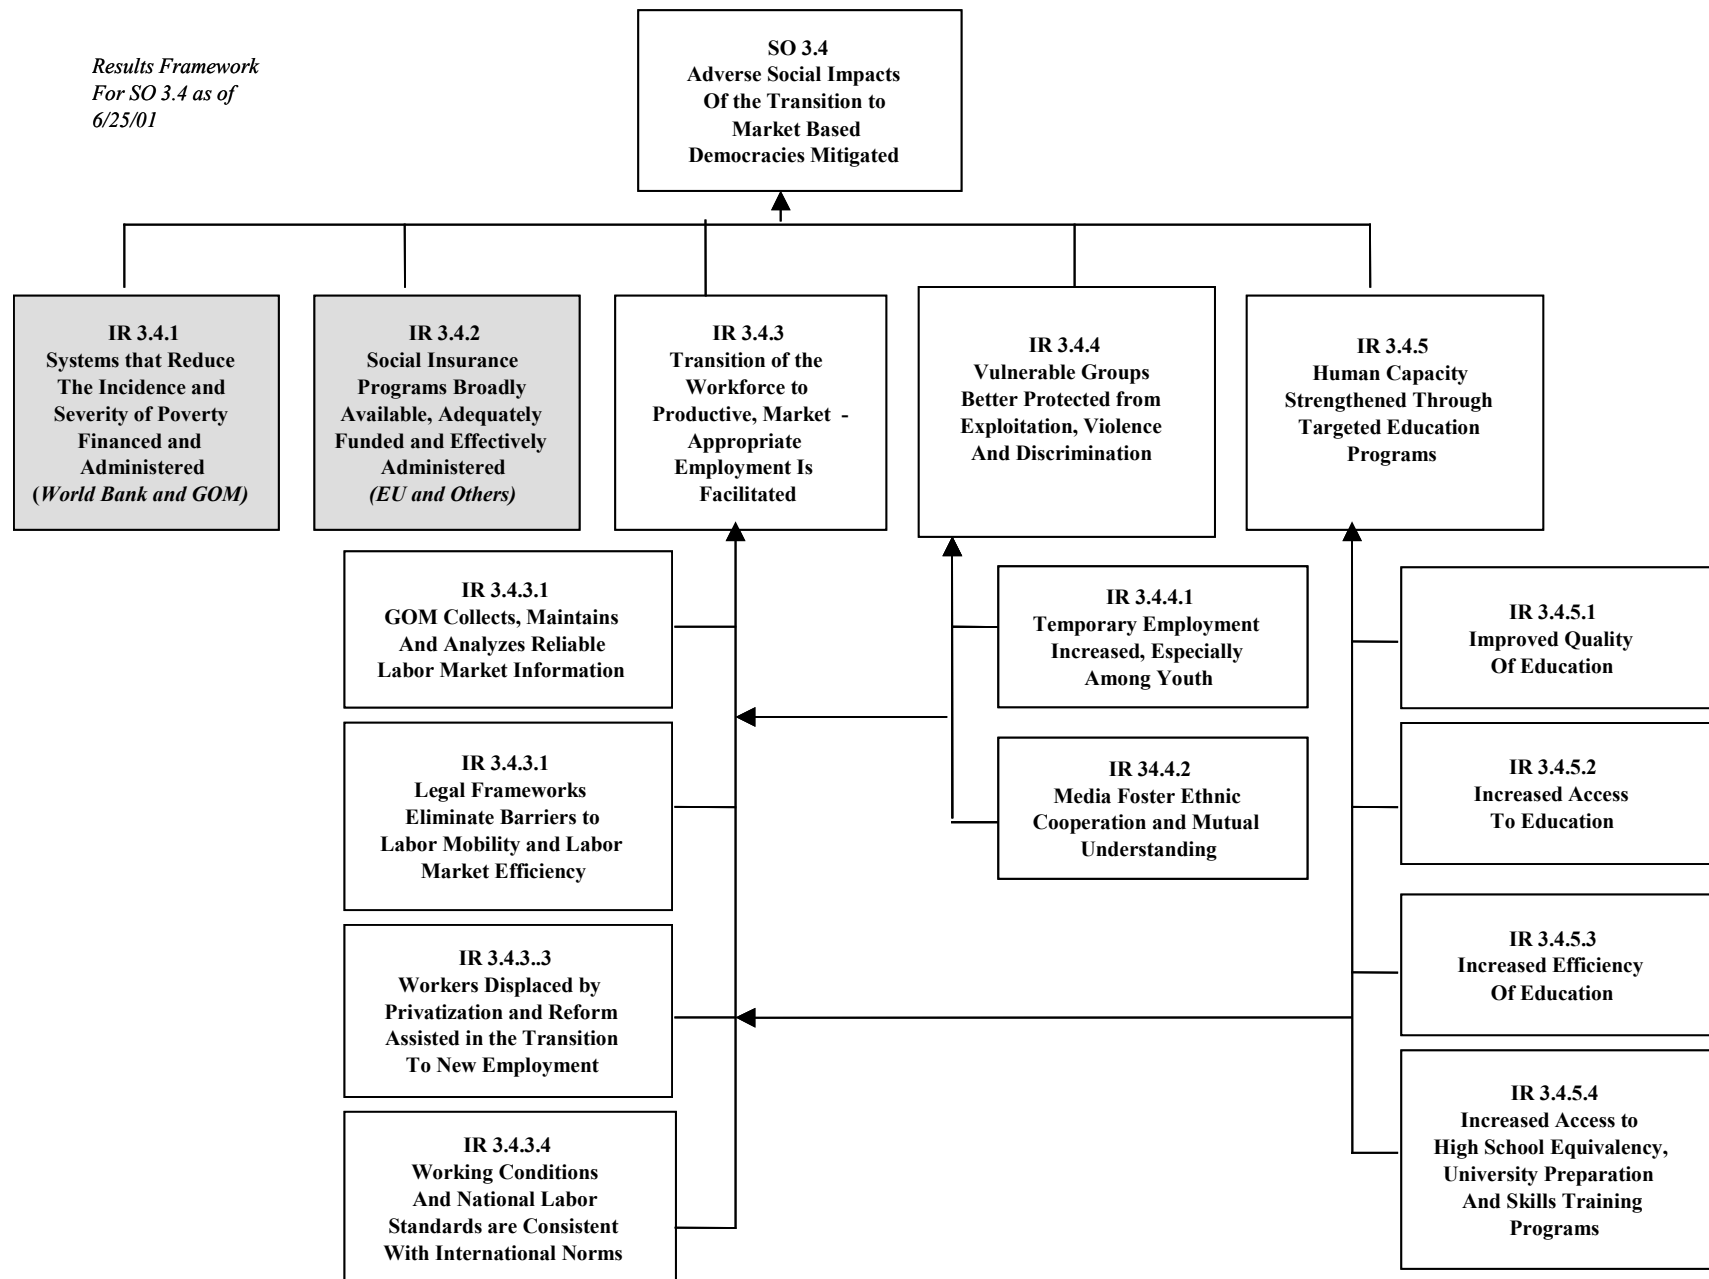 Results Framework
For SO 3.4 as of
6/25/01
SO 3.4
Adverse Social Impacts
Of the Transition to
Market Based
Democracies Mitigated
IR 3.4.1
Systems that Reduce
The Incidence and
Severity of Poverty
Financed and
Administered
(World Bank and GOM)
IR 3.4.2
Social Insurance
Programs Broadly
Available, Adequately
Funded and Effectively
Administered
(EU and Others)
IR 3.4.3
Transition of the
Workforce to
Productive, Market -
Appropriate
Employment Is
Facilitated
IR 3.4.4
Vulnerable Groups
Better Protected from
Exploitation, Violence
And Discrimination
IR 3.4.5
Human Capacity
Strengthened Through
Targeted Education
Programs
IR 3.4.3.1
GOM Collects, Maintains
And Analyzes Reliable
Labor Market Information
IR 3.4.3.1
Legal Frameworks
Eliminate Barriers to
Labor Mobility and Labor
Market Efficiency
IR 3.4.3..3
Workers Displaced by
Privatization and Reform
Assisted in the Transition
To New Employment
IR 3.4.3.4
Working Conditions
And National Labor
Standards are Consistent
With International Norms
IR 3.4.4.1
Temporary Employment
Increased, Especially
Among Youth
IR 34.4.2
Media Foster Ethnic
Cooperation and Mutual
Understanding
IR 3.4.5.1
Improved Quality
Of Education
IR 3.4.5.2
Increased Access
To Education
IR 3.4.5.3
Increased Efficiency
Of Education
IR 3.4.5.4
Increased Access to
High School Equivalency,
University Preparation
And Skills Training
Programs